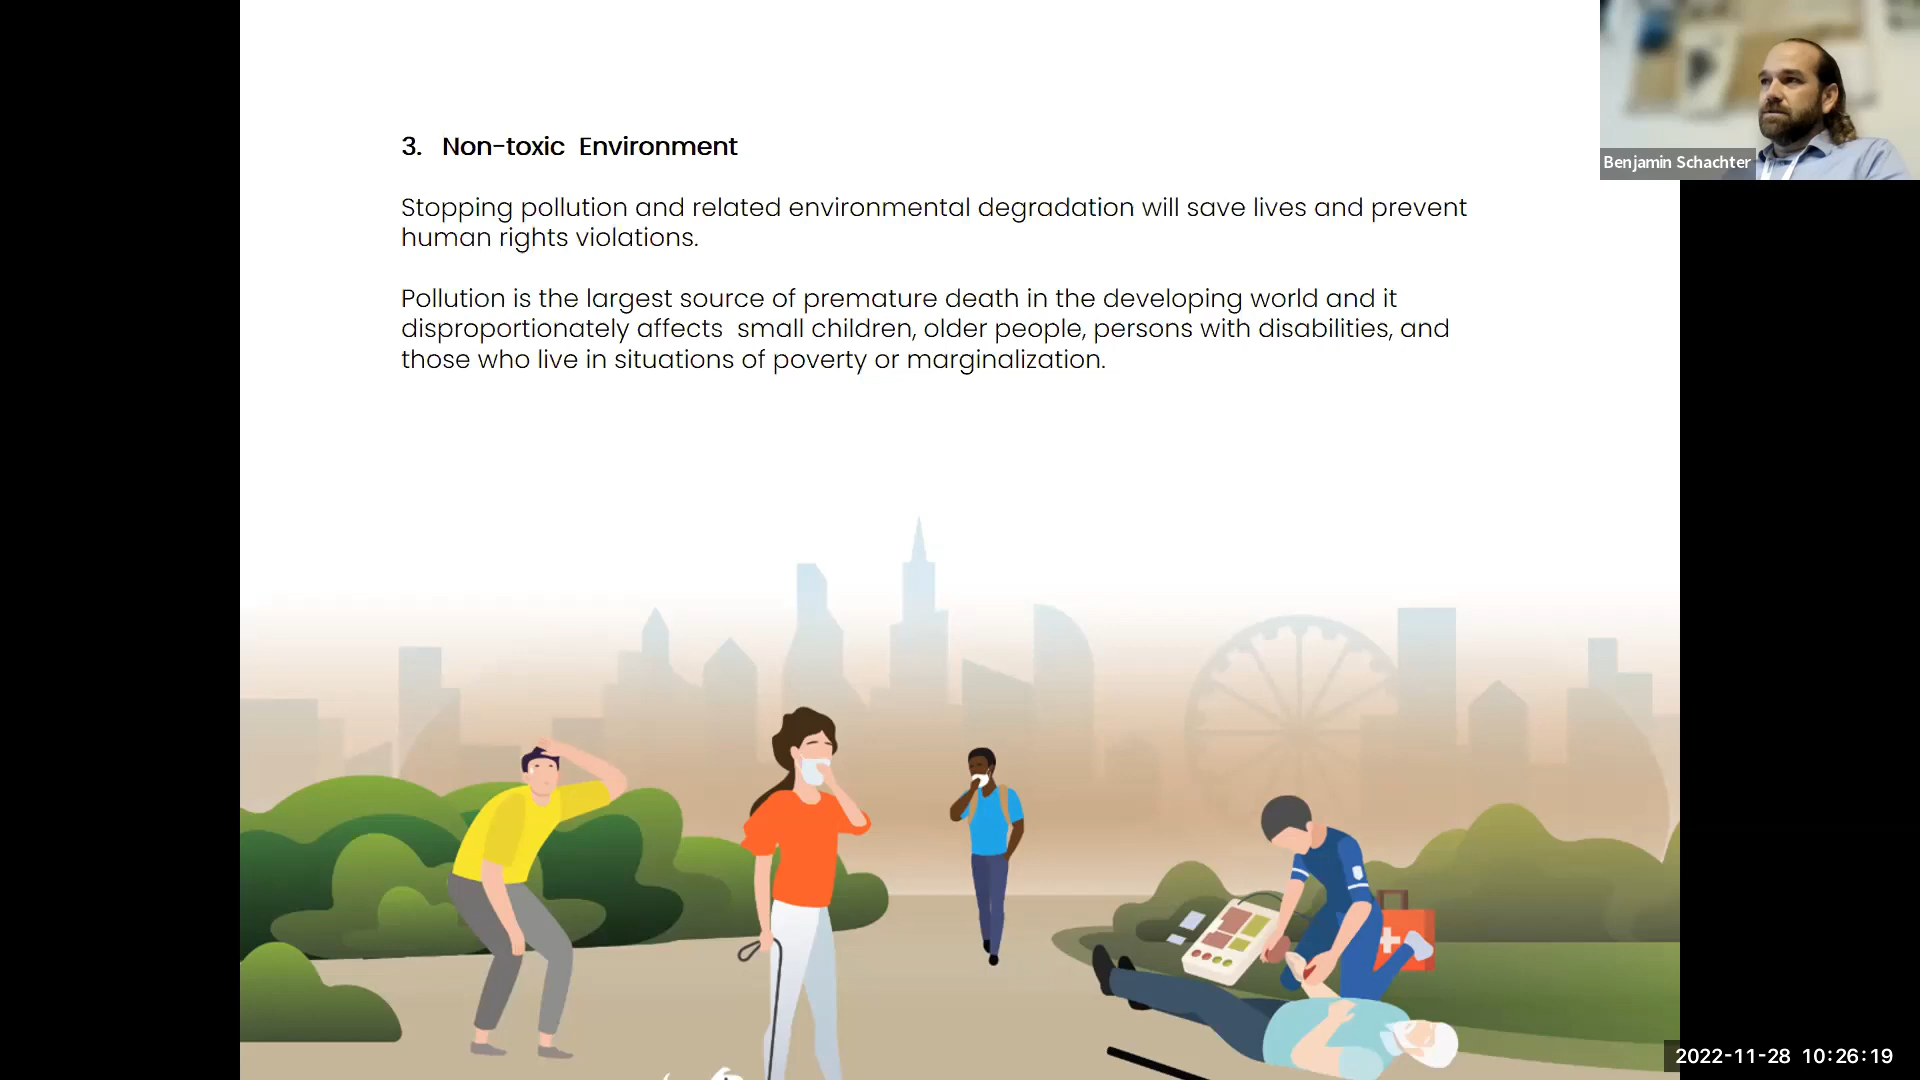 3. Non-toxic Environment
Stopping pollution and related environmental degradation will save lives and prevent
human rights violations.
Pollution is the largest source of premature death in the developing world and it
disproportionately affects small children, older people, persons with disabilities, and
those who live in situations of poverty or marginalization.
Benjamin Schachter
2022-11-28 10:26:19